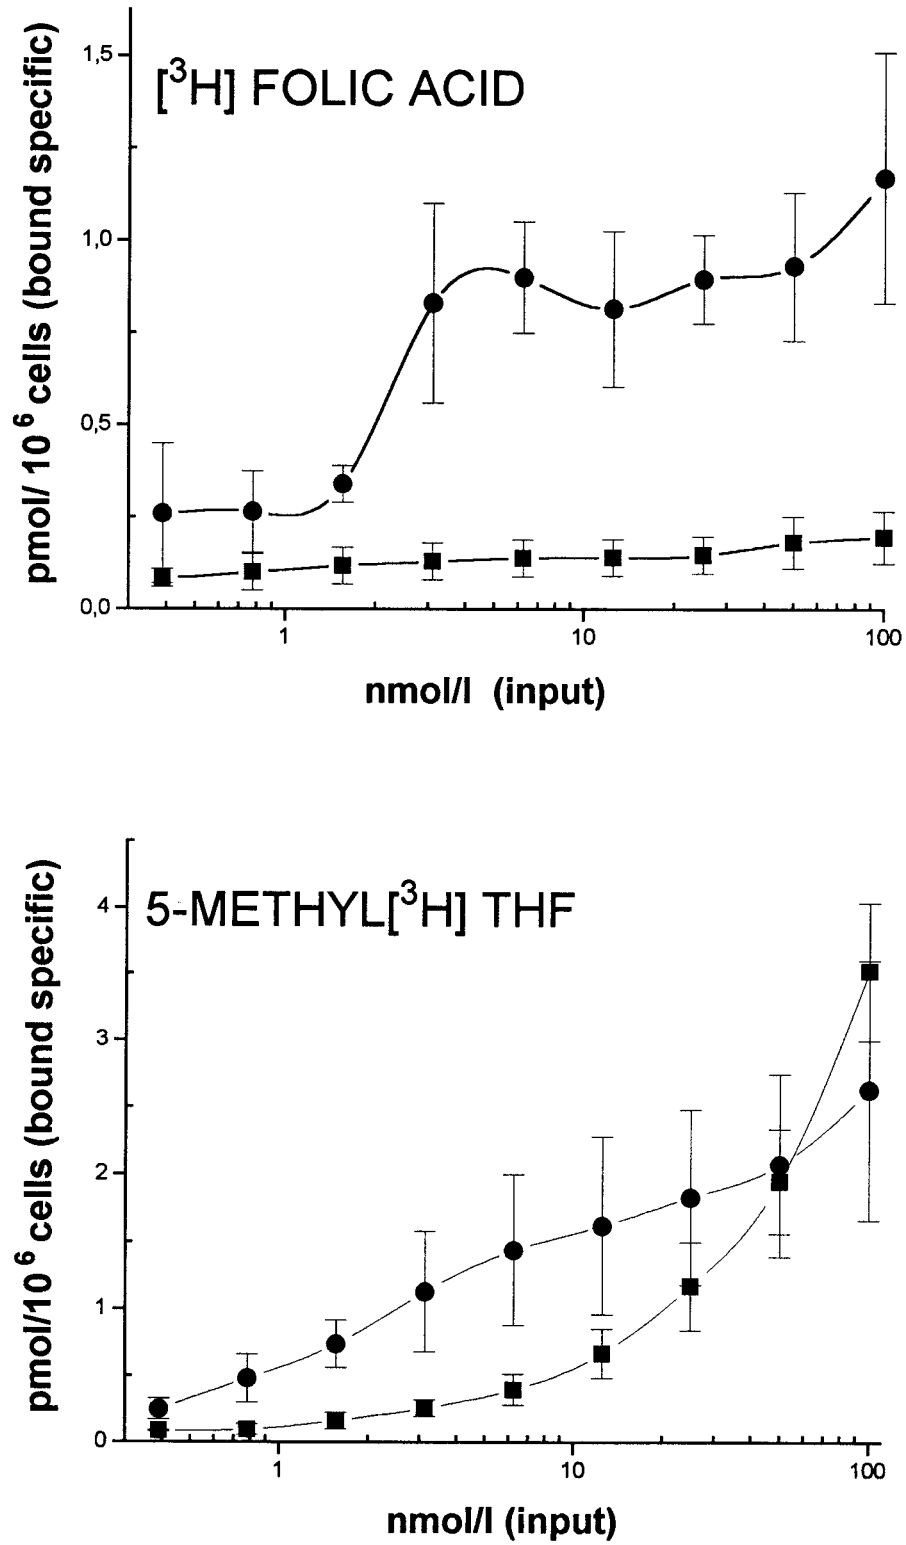 [³H] FOLIC ACID
pmol/ 10⁶ cells (bound specific)
1,5
1,0
0,5
0,0
1
10
100
nmol/l (input)
5-METHYL[³H] THF
pmol/10⁶ cells (bound specific)
4
3
2
1
0
1
10
100
nmol/l (input)